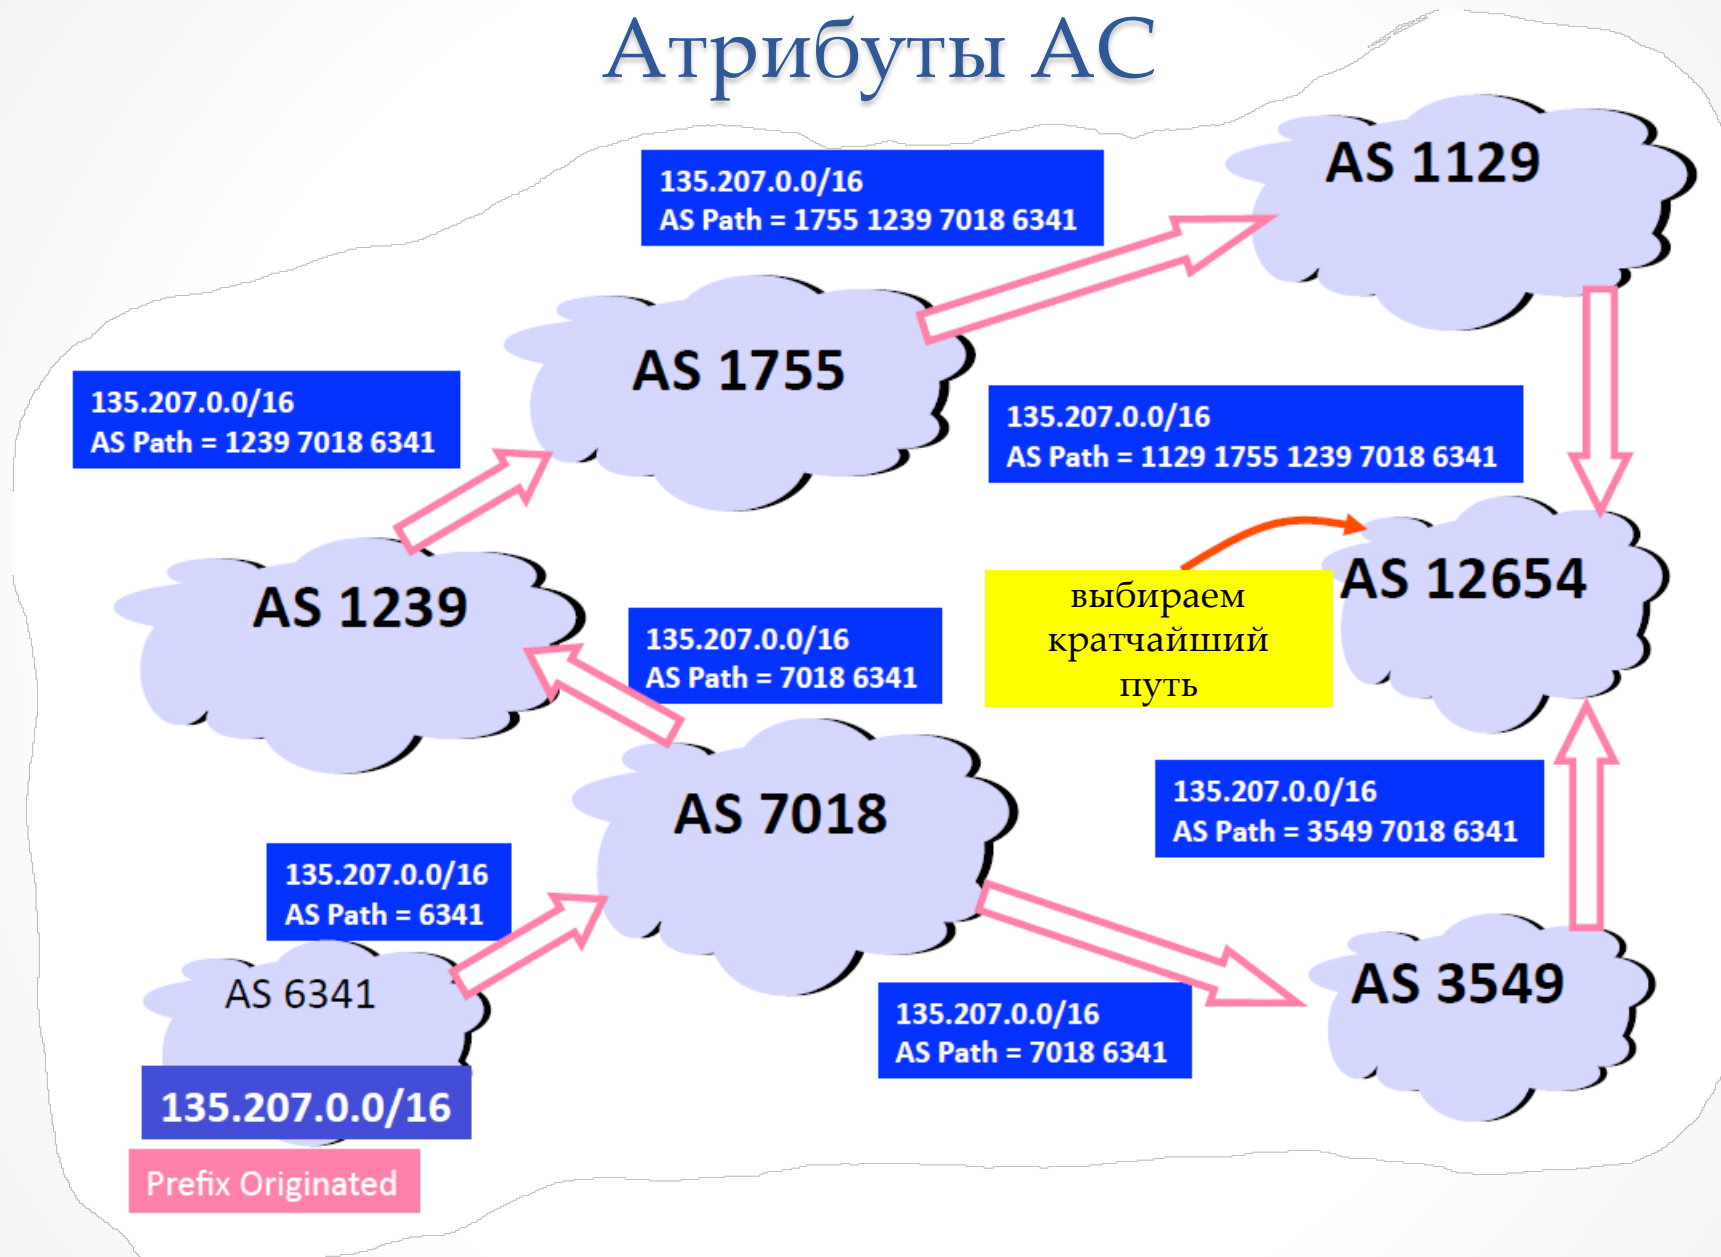 Атрибуты АС
135.207.0.0/16
AS Path = 1755 1239 7018 6341
AS 1129
AS 1755
135.207.0.0/16
AS Path = 1239 7018 6341
135.207.0.0/16
AS Path = 1129 1755 1239 7018 6341
AS 1239
135.207.0.0/16
AS Path = 7018 6341
выбираем
кратчайший
путь
AS 12654
AS 7018
135.207.0.0/16
AS Path = 3549 7018 6341
135.207.0.0/16
AS Path = 6341
AS 6341
135.207.0.0/16
AS Path = 7018 6341
AS 3549
135.207.0.0/16
Prefix Originated